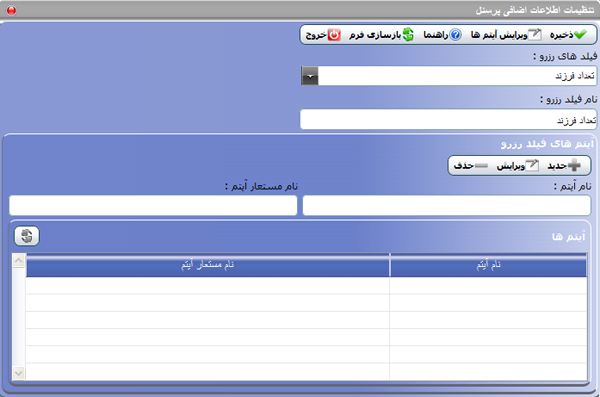 تنظیمات اطلاعات اضافی پرسنل
ذخیره ویرایش آیتم ها راهنما بازسازی فرم خروج
فیلد های رزرو :
تعداد فرزند
نام فیلد رزرو :
تعداد فرزند
آیتم های فیلد رزرو
جدید ویرایش حذف
نام آیتم : نام مستعار آیتم :
آیتم ها
نام آیتم نام مستعار آیتم